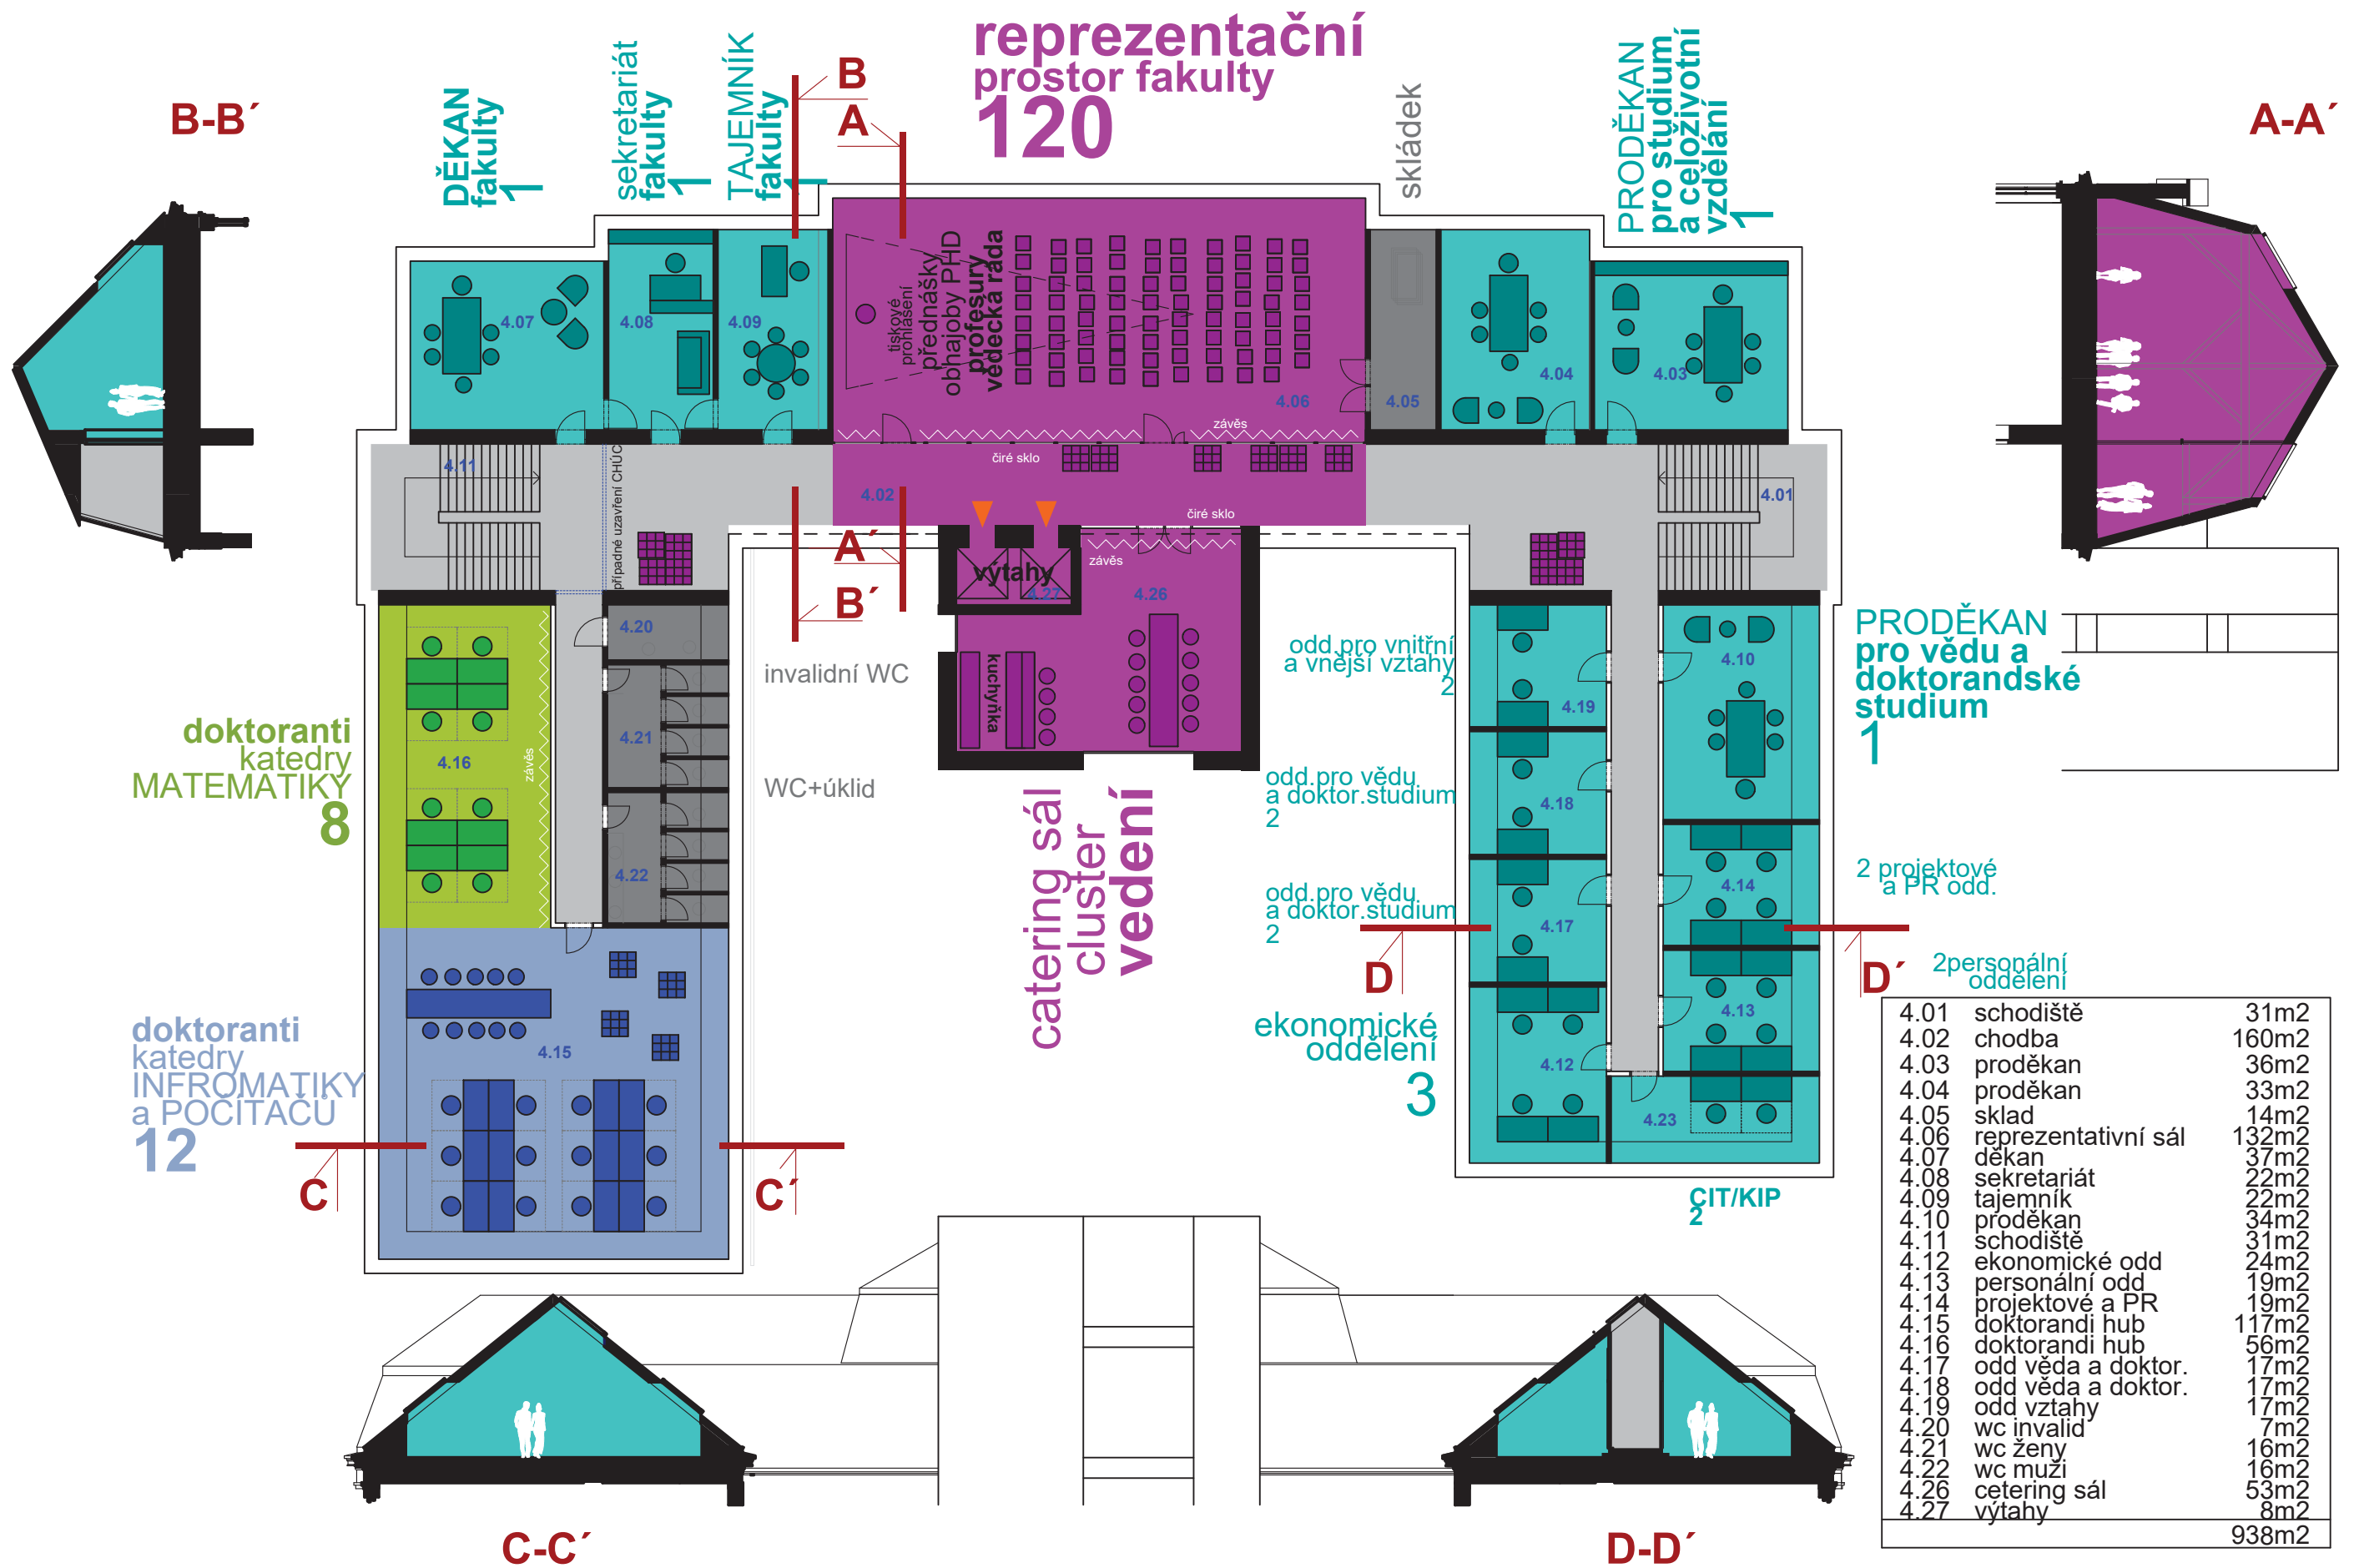 B-B´
DĚKAN
fakulty
1
sekretariát
fakulty
1
TAJEMNÍK
fakulty
1
B
A
reprezentační
prostor fakulty
120
skládek
PRODĚKAN
pro studium
a celoživotní
vzdělání
1
A-A´
4.07
4.08
4.09
tiskové
prohlášení
přednášky
obhajoby PHD
profesury
vědecká rada
4.06
4.05
4.04
4.03
závěs
čiré sklo
4.11
případné uzavření CHÚC
4.02
čiré sklo
4.01
A´
B´
výtahy
4.27
závěs
4.26
kuchyňka
4.20
invalidní WC
4.21
WC+úklid
4.22
doktoranti
katedry
MATEMATIKY
8
4.16
závěs
odd.pro vnitřní
a vnější vztahy
2
4.19
4.10
PRODĚKAN
pro vědu a
doktorandské
studium
1
odd.pro vědu
a doktor.studium
2
4.18
4.14
2 projektové
a PR odd.
odd.pro vědu
a doktor.studium
2
4.17
D
D´
2personální
oddělení
4.13
catering sál
cluster
vedení
doktoranti
katedry
INFROMATIKY
a POČÍTAČŮ
12
4.15
ekonomické
oddělení
3
4.12
4.23
C
C´
CIT/KIP
2
4.01 schodiště 31m2
4.02 chodba 160m2
4.03 proděkan 36m2
4.04 proděkan 33m2
4.05 sklad 14m2
4.06 reprezentativní sál 132m2
4.07 děkan 37m2
4.08 sekretariát 22m2
4.09 tajemník 22m2
4.10 proděkan 34m2
4.11 schodiště 31m2
4.12 ekonomické odd 24m2
4.13 personální odd 19m2
4.14 projektové a PR 19m2
4.15 doktorandi hub 117m2
4.16 doktorandi hub 56m2
4.17 odd věda a doktor. 17m2
4.18 odd věda a doktor. 17m2
4.19 odd vztahy 17m2
4.20 wc invalid 7m2
4.21 wc ženy 16m2
4.22 wc muži 16m2
4.26 cetering sál 53m2
4.27 výtahy 8m2
938m2
C-C´
D-D´